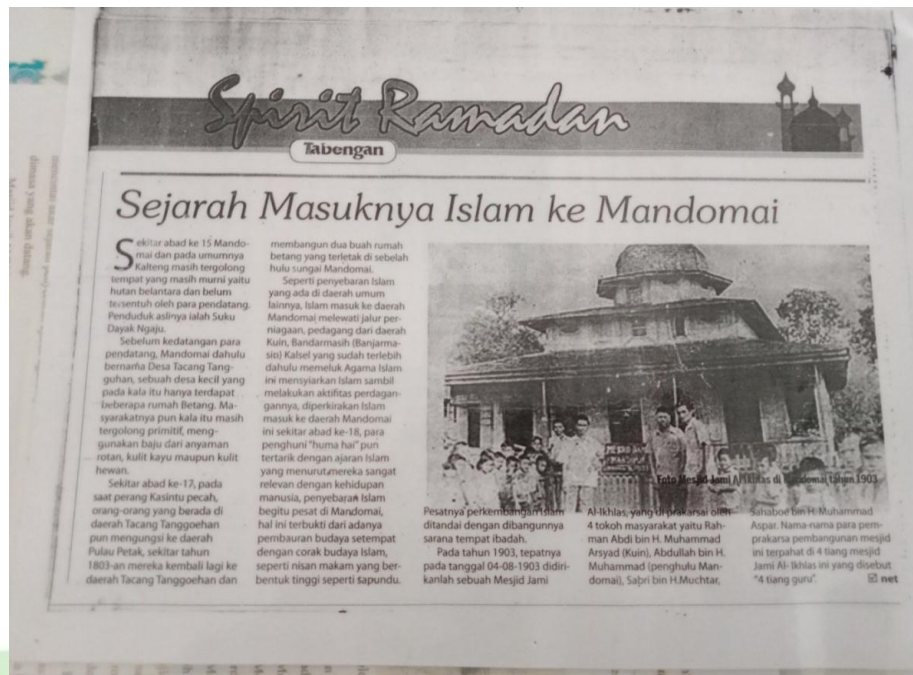 Spirit Ramadan
Tabengan
Sejarah Masuknya Islam ke Mandomai
Sekitar abad ke 15 Mando-
mai dan pada umumnya
Kalteng masih tergolong
tempat yang masih murni yaitu
hutan belantara dan belum
tersentuh oleh para pendatang.
Penduduk aslinya ialah Suku
Dayak Ngaju.
Sebelum kedatangan para
pendatang, Mandomai dahulu
bernama Desa Tacang Tang-
guhan, sebuah desa kecil yang
pada kala itu hanya terdapat
beberapa rumah Betang. Ma-
syarakatnya pun kala itu masih
tergolong primitif, meng-
gunakan baju dari anyaman
rotan, kulit kayu maupun kulit
hewan.
Sekitar abad ke-17, pada
saat perang Kasintu pecah,
orang-orang yang berada di
daerah Tacang Tanggoehan
pun mengungsi ke daerah
Pulau Petak, sekitar tahun
1803-an mereka kembali lagi ke
daerah Tacang Tanggoehan dan
membangun dua buah rumah
betang yang terletak di sebelah
hulu sungai Mandomai.
Seperti penyebaran Islam
yang ada di daerah umum
lainnya, Islam masuk ke daerah
Mandomai melewati jalur per-
niagaan, pedagang dari daerah
Kuin, Bandarmasih (Banjarma-
sin) Kalsel yang sudah terlebih
dahulu memeluk Agama Islam
ini mensyiarkan Islam sambil
melakukan aktifitas perdagan-
gannya, diperkirakan Islam
masuk ke daerah Mandomai
ini sekitar abad ke-18, para
penghuni "huma hai" pun
tertarik dengan ajaran Islam
yang menurut mereka sangat
relevan dengan kehidupan
manusia, penyebaran Islam
begitu pesat di Mandomai,
hal ini terbukti dari adanya
pembauran budaya setempat
dengan corak budaya Islam,
seperti nisan makam yang ber-
bentuk tinggi seperti sapundu.
Foto Mesjid Jami Al-Ikhlas di Mandomai tahun 1903
Pesatnya perkembangan Islam
ditandai dengan dibangunnya
sarana tempat ibadah.
Pada tahun 1903, tepatnya
pada tanggal 04-08-1903 didiri-
kanlah sebuah Mesjid Jami
Al-Ikhlas, yang di prakarsai oleh
4 tokoh masyarakat yaitu Rah-
man Abdi bin H. Muhammad
Arsyad (Kuin), Abdullah bin H.
Muhammad (penghulu Man-
domai), Sabri bin H.Muchtar,
Sahaboe bin H. Muhammad
Aspar. Nama-nama para pem-
prakarsa pembangunan mesjid
ini terpahat di 4 tiang mesjid
Jami Al- Ikhlas ini yang disebut
"4 tiang guru".
net